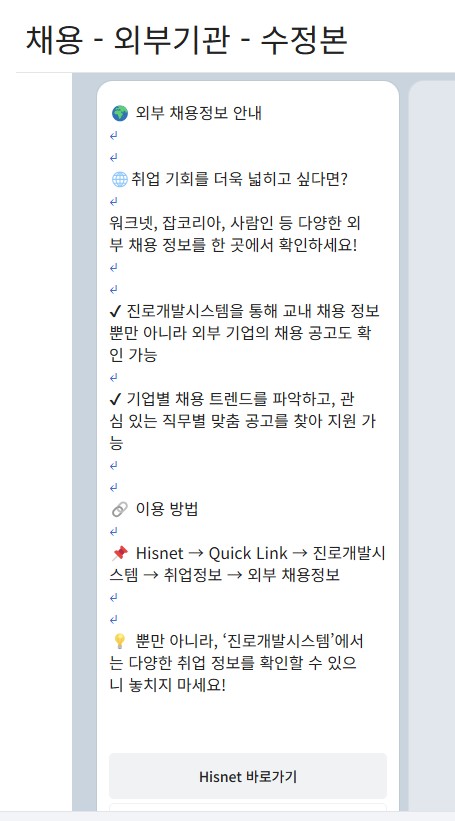 채용 - 외부기관 - 수정본
🌍 외부 채용정보 안내
↵
↵
🌐취업 기회를 더욱 넓히고 싶다면?
↵
워크넷, 잡코리아, 사람인 등 다양한 외
부 채용 정보를 한 곳에서 확인하세요!
↵
↵
✔ 진로개발시스템을 통해 교내 채용 정보
뿐만 아니라 외부 기업의 채용 공고도 확
인 가능
↵
✔ 기업별 채용 트렌드를 파악하고, 관
심 있는 직무별 맞춤 공고를 찾아 지원 가
능
↵
↵
🔗 이용 방법
↵
📌 Hisnet → Quick Link → 진로개발시
스템 → 취업정보 → 외부 채용정보
↵
↵
💡 뿐만 아니라, ‘진로개발시스템’에서
는 다양한 취업 정보를 확인할 수 있으
니 놓치지 마세요!
Hisnet 바로가기